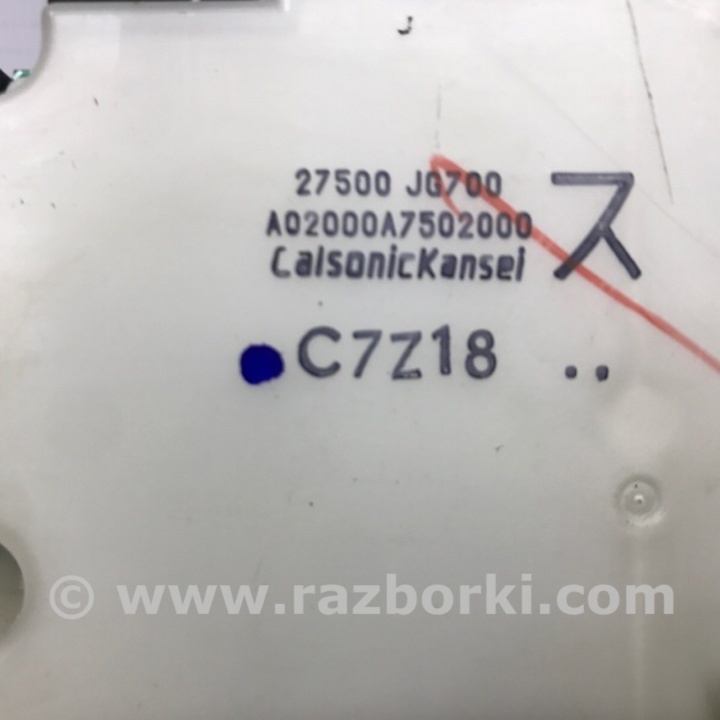 27500 JG700
A02000A7502000
CalsonicKansei
ス
C7Z18 ..
© www.razborki.com